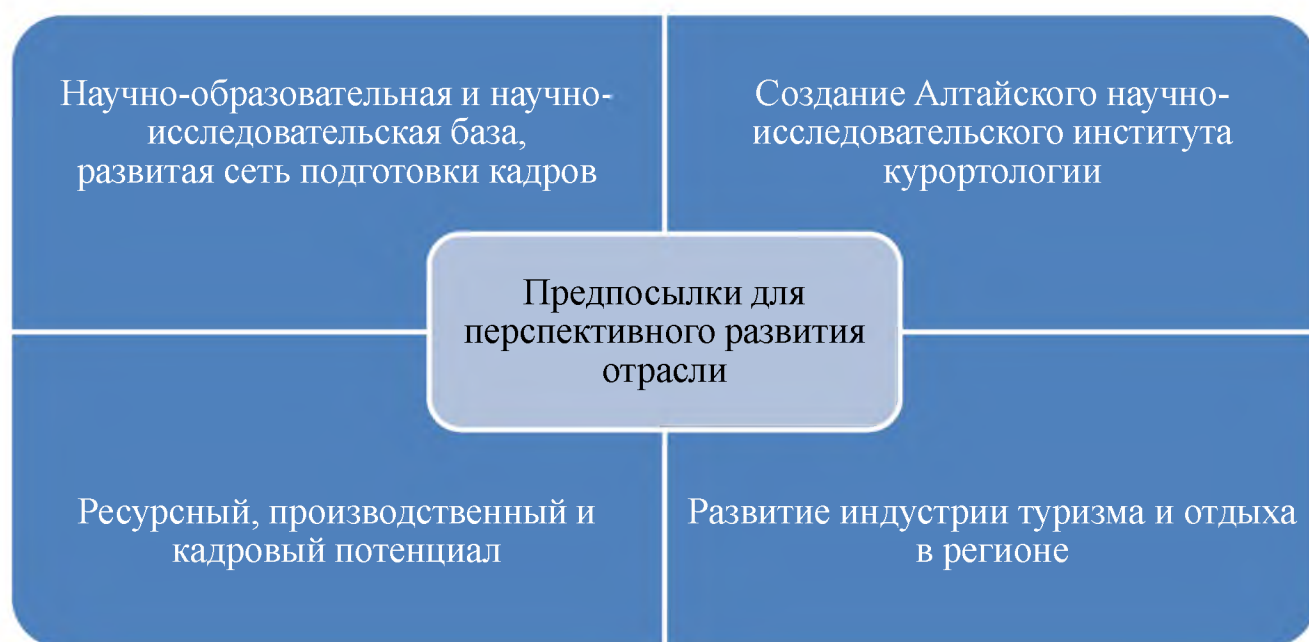 Научно-образовательная и научно-
исследовательская база,
развитая сеть подготовки кадров
Создание Алтайского научно-
исследовательского института
курортологии
Предпосылки для
перспективного развития
отрасли
Ресурсный, производственный и
кадровый потенциал
Развитие индустрии туризма и отдыха
в регионе